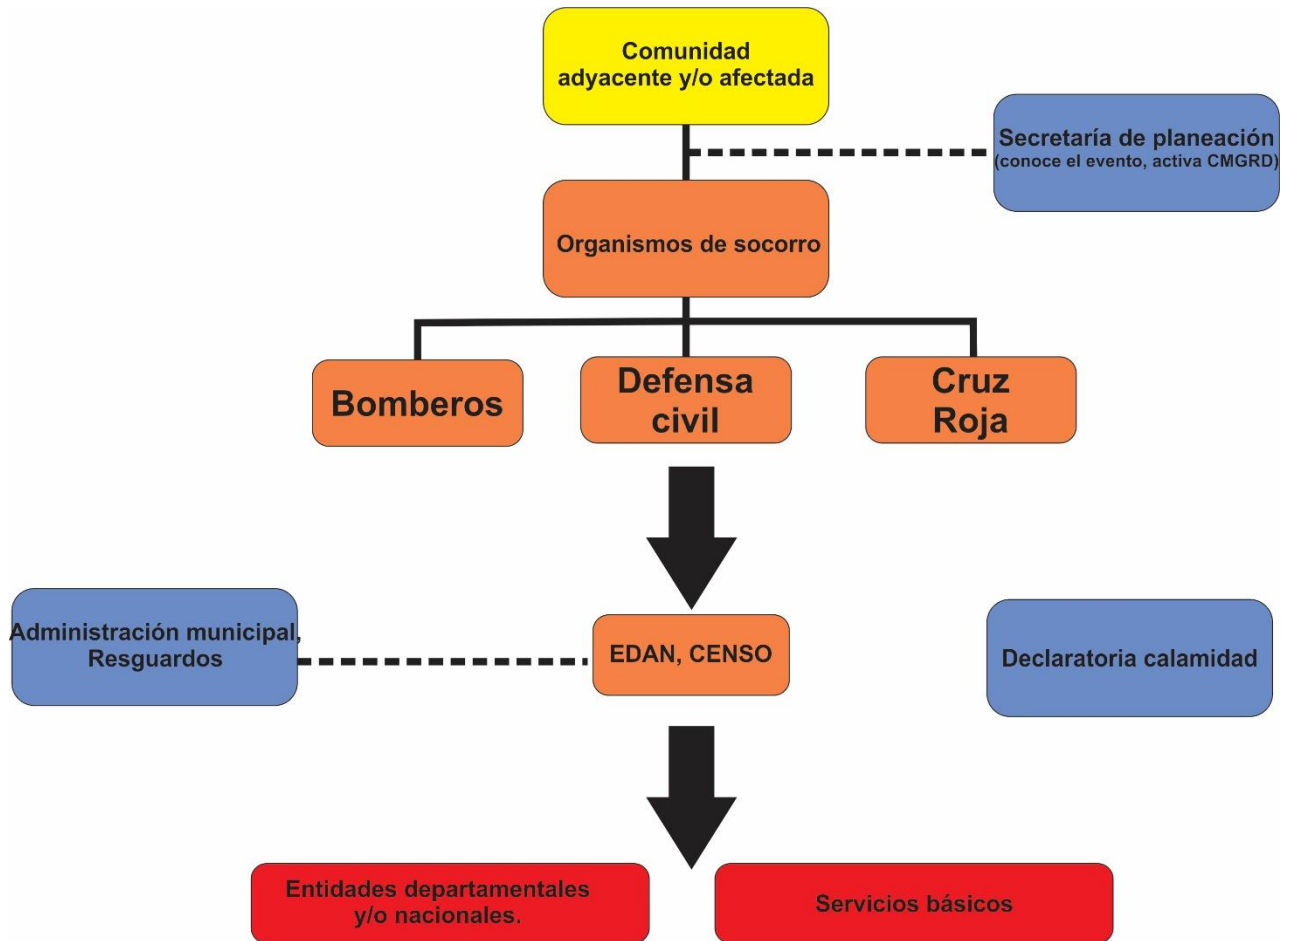 Comunidad
adyacente y/o afectada
Secretaría de planeación
(conoce el evento, activa CMGRD)
Organismos de socorro
Bomberos
Defensa
civil
Cruz
Roja
Administración municipal,
Resguardos
EDAN, CENSO
Declaratoria calamidad
Entidades departamentales
y/o nacionales.
Servicios básicos